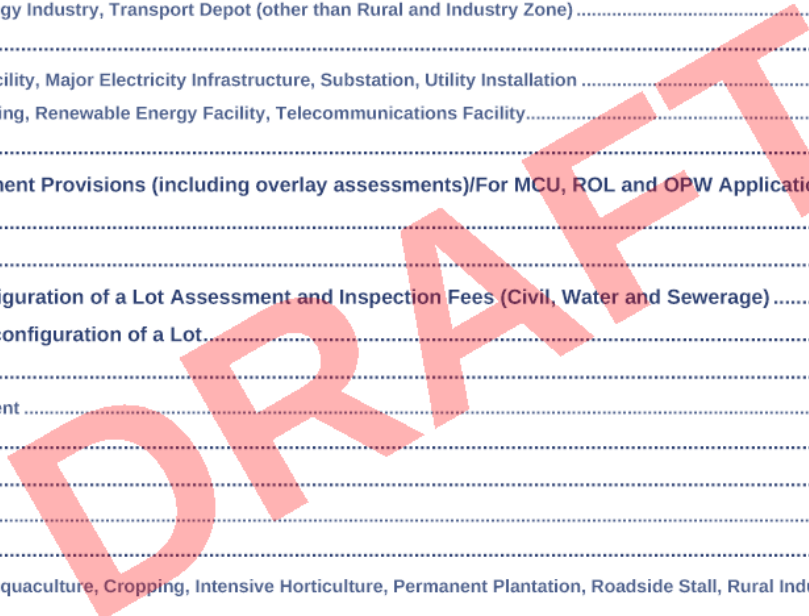 gy Industry, Transport Depot (other than Rural and Industry Zone)
cility, Major Electricity Infrastructure, Substation, Utility Installation
ing, Renewable Energy Facility, Telecommunications Facility
nent Provisions (including overlay assessments)/For MCU, ROL and OPW Applicatio
iguration of a Lot Assessment and Inspection Fees (Civil, Water and Sewerage)
configuration of a Lot
ent
quaculture, Cropping, Intensive Horticulture, Permanent Plantation, Roadside Stall, Rural Indu
DRAFT